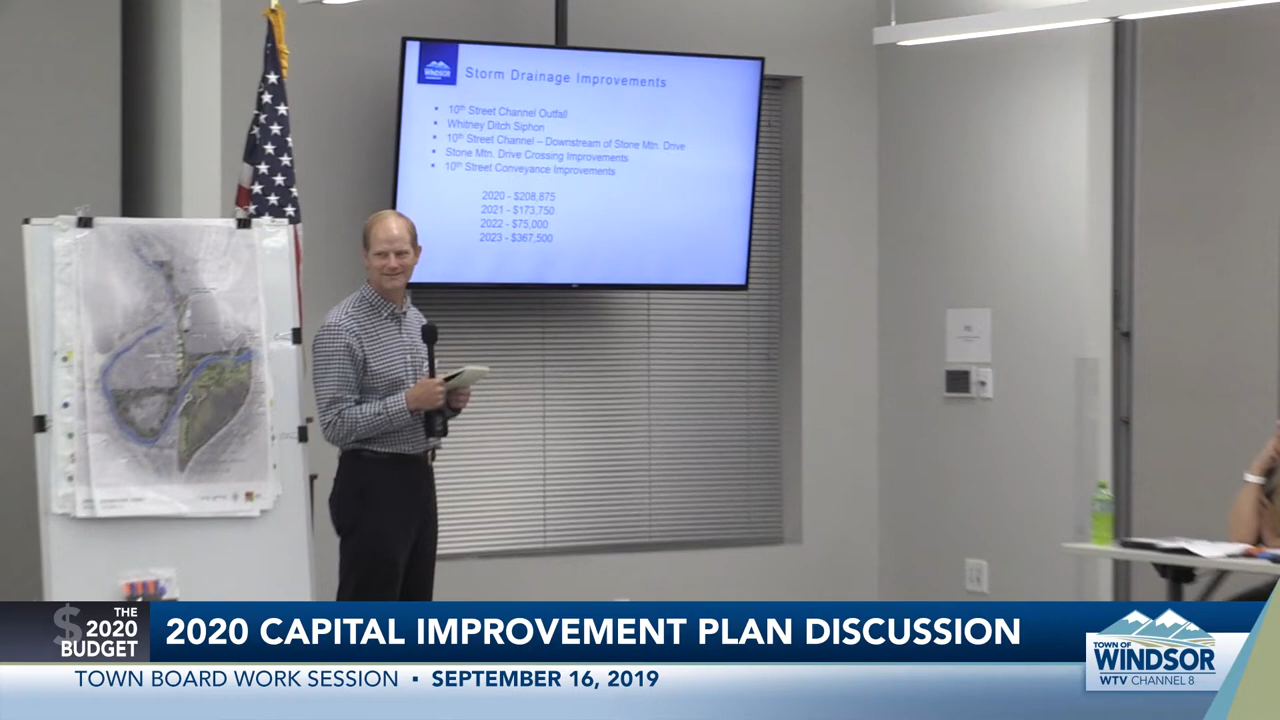 WINDSOR
Storm Drainage Improvements
▪ 10th Street Channel Outfall
▪ Whitney Ditch Siphon
▪ 10th Street Channel – Downstream of Stone Mtn. Drive
▪ Stone Mtn. Drive Crossing Improvements
▪ 10th Street Conveyance Improvements
2020 - $208,875
2021 - $173,750
2022 - $75,000
2023 - $367,500
$ THE
2020
BUDGET
2020 CAPITAL IMPROVEMENT PLAN DISCUSSION
TOWN BOARD WORK SESSION ▪ SEPTEMBER 16, 2019
TOWN OF
WINDSOR
WTV CHANNEL 8